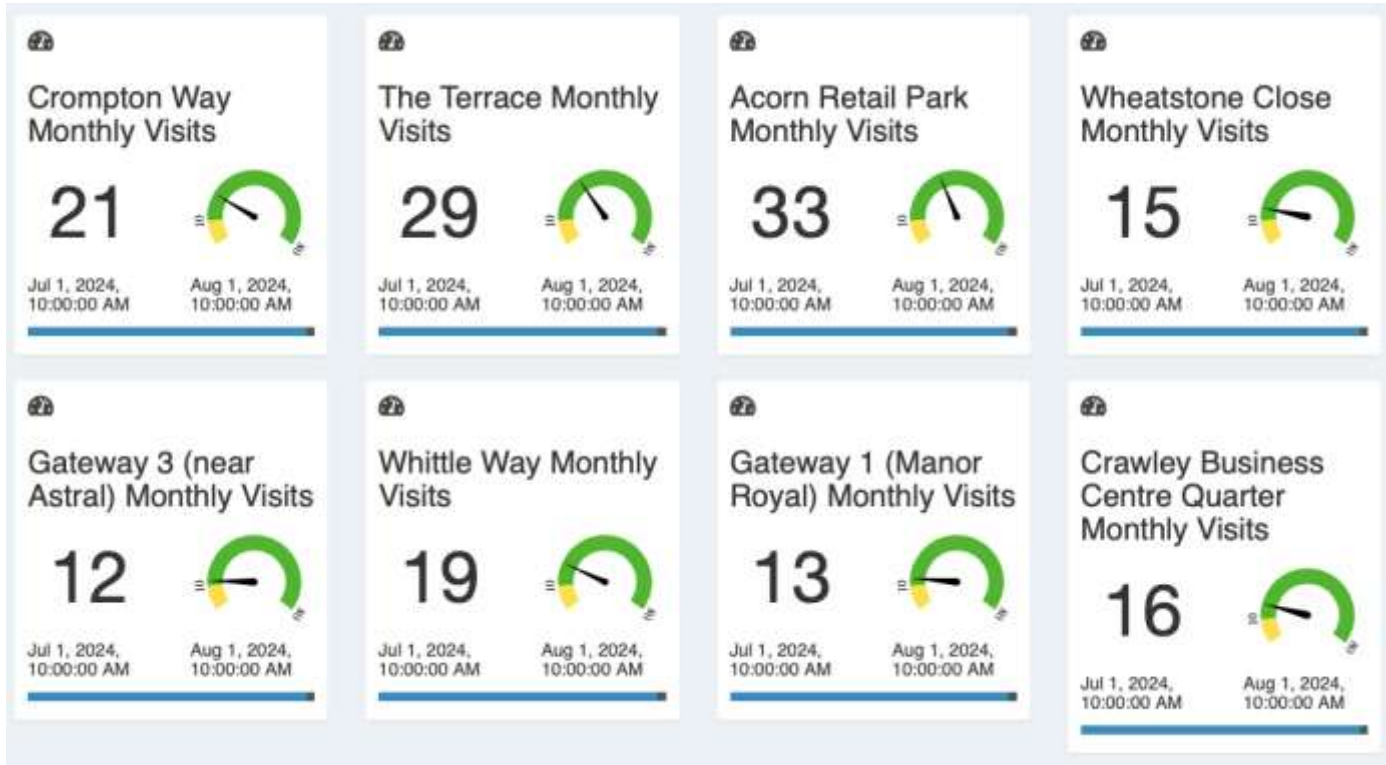 Crompton Way
Monthly Visits
21
Jul 1, 2024,
10:00:00 AM
Aug 1, 2024,
10:00:00 AM
The Terrace Monthly
Visits
29
Jul 1, 2024,
10:00:00 AM
Aug 1, 2024,
10:00:00 AM
Acorn Retail Park
Monthly Visits
33
Jul 1, 2024,
10:00:00 AM
Aug 1, 2024,
10:00:00 AM
Wheatstone Close
Monthly Visits
15
Jul 1, 2024,
10:00:00 AM
Aug 1, 2024,
10:00:00 AM
Gateway 3 (near
Astral) Monthly Visits
12
Jul 1, 2024,
10:00:00 AM
Aug 1, 2024,
10:00:00 AM
Whittle Way Monthly
Visits
19
Jul 1, 2024,
10:00:00 AM
Aug 1, 2024,
10:00:00 AM
Gateway 1 (Manor
Royal) Monthly Visits
13
Jul 1, 2024,
10:00:00 AM
Aug 1, 2024,
10:00:00 AM
Crawley Business
Centre Quarter
Monthly Visits
16
10
Jul 1, 2024,
10:00:00 AM
Aug 1, 2024,
10:00:00 AM